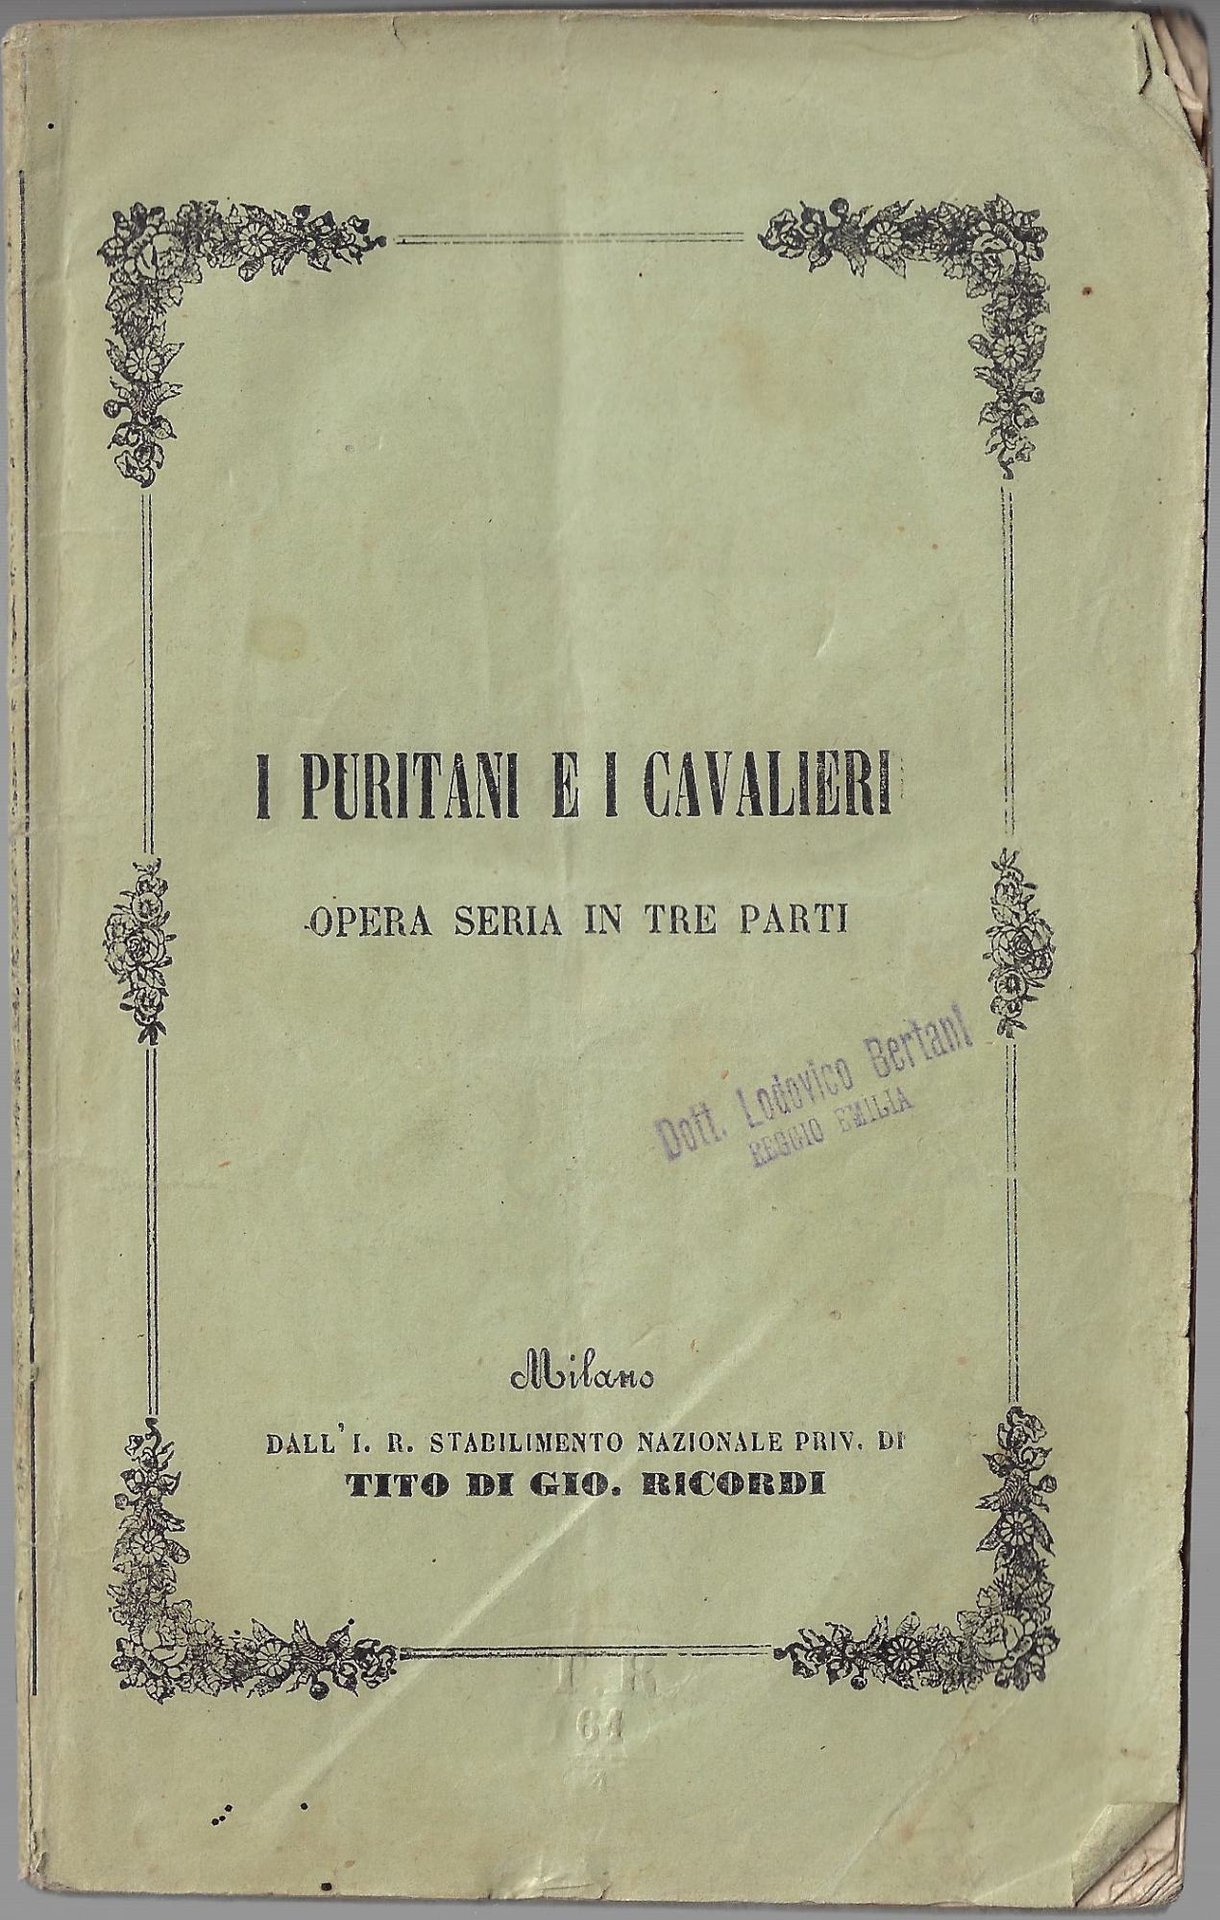 I PURITANI E I CAVALIERI
OPERA SERIA IN TRE PARTI
Dott. Lodovico Bertani
REGGIO EMILIA
Milano
DALL'I. R. STABILIMENTO NAZIONALE PRIV. DI
TITO DI GIO. RICORDI
61